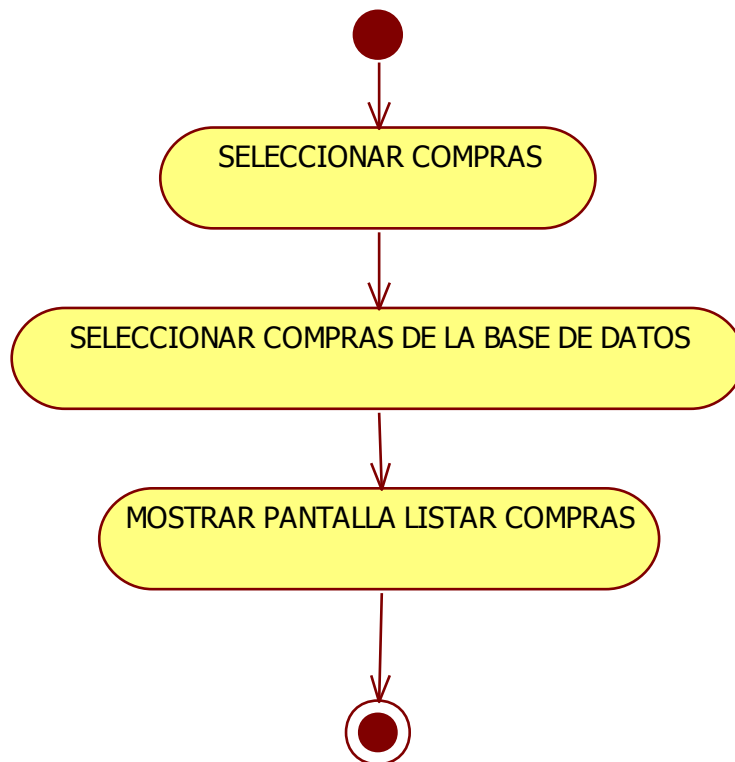 SELECCIONAR COMPRAS
SELECCIONAR COMPRAS DE LA BASE DE DATOS
MOSTRAR PANTALLA LISTAR COMPRAS